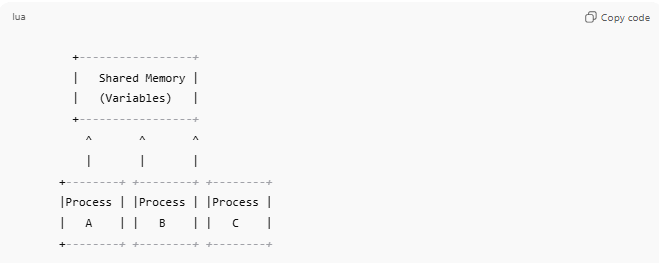 lua Copy code
+-----------------+
| Shared Memory |
| (Variables) |
+-----------------+
^ ^ ^
| | |
+--------+ +--------+ +--------+
|Process | |Process | |Process |
| A | | B | | C |
+--------+ +--------+ +--------+